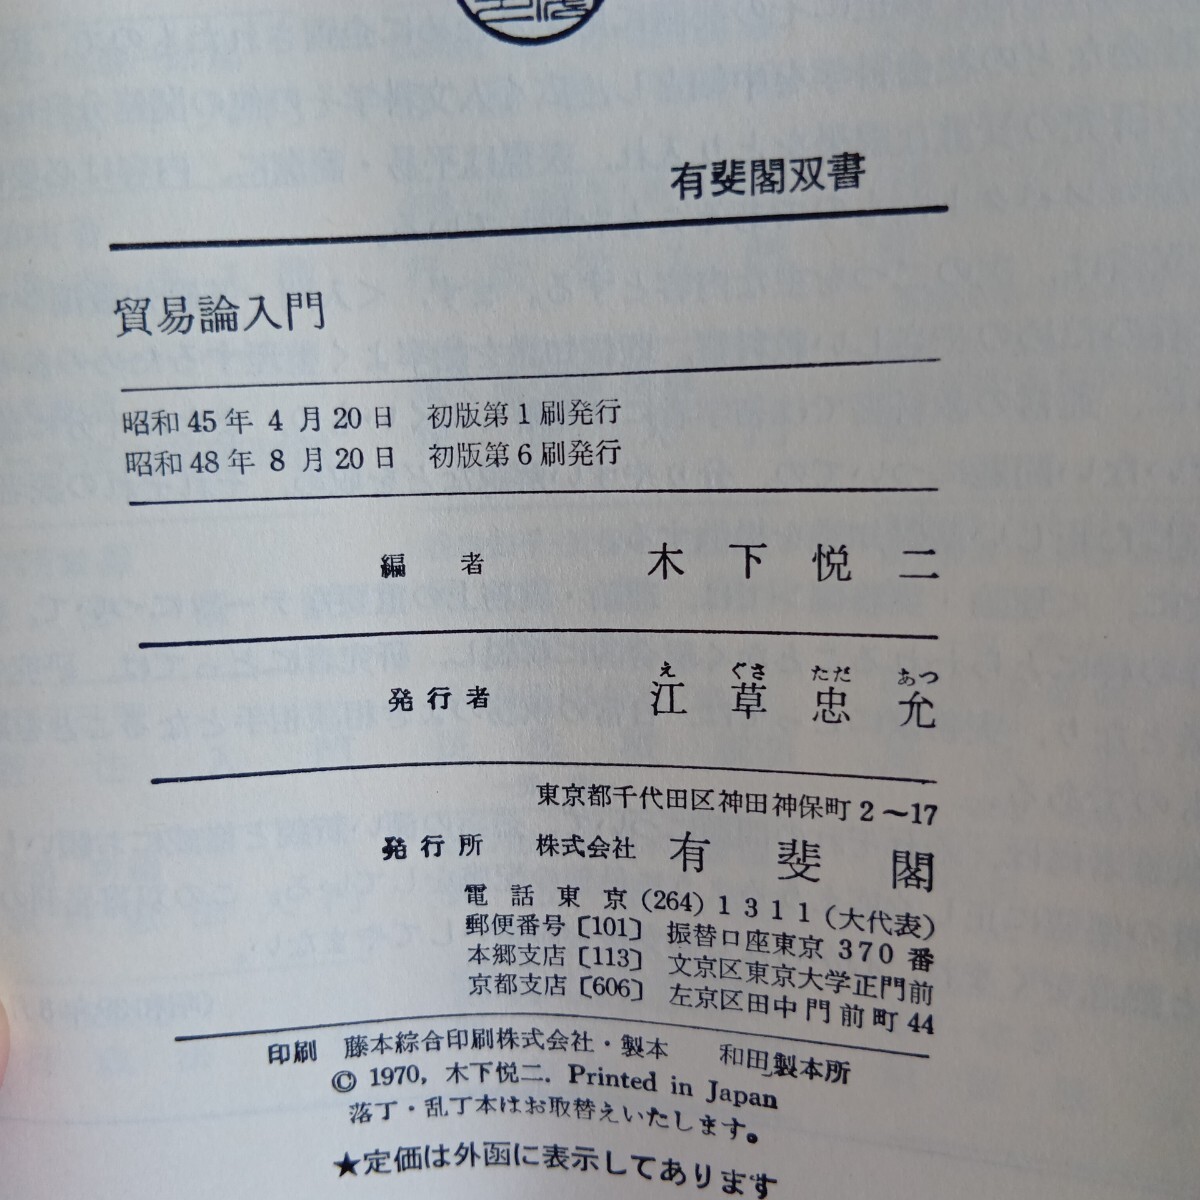 有斐閣双書
貿易論入門
昭和45年4月20日 初版第1刷発行
昭和48年8月20日 初版第6刷発行
編者 木下悦二
え ぐさ ただ あつ
発行者 江草忠允
東京都千代田区神田神保町2～17
発行所 株式会社 有斐閣
電話東京(264)1311(大代表)
郵便番号〔101〕 振替口座東京370番
本郷支店〔113〕 文京区東京大学正門前
京都支店〔606〕 左京区田中門前町44
印刷 藤本綜合印刷株式会社・製本 和田製本所
© 1970, 木下悦二. Printed in Japan
落丁・乱丁本はお取替えいたします。
★定価は外函に表示してあります